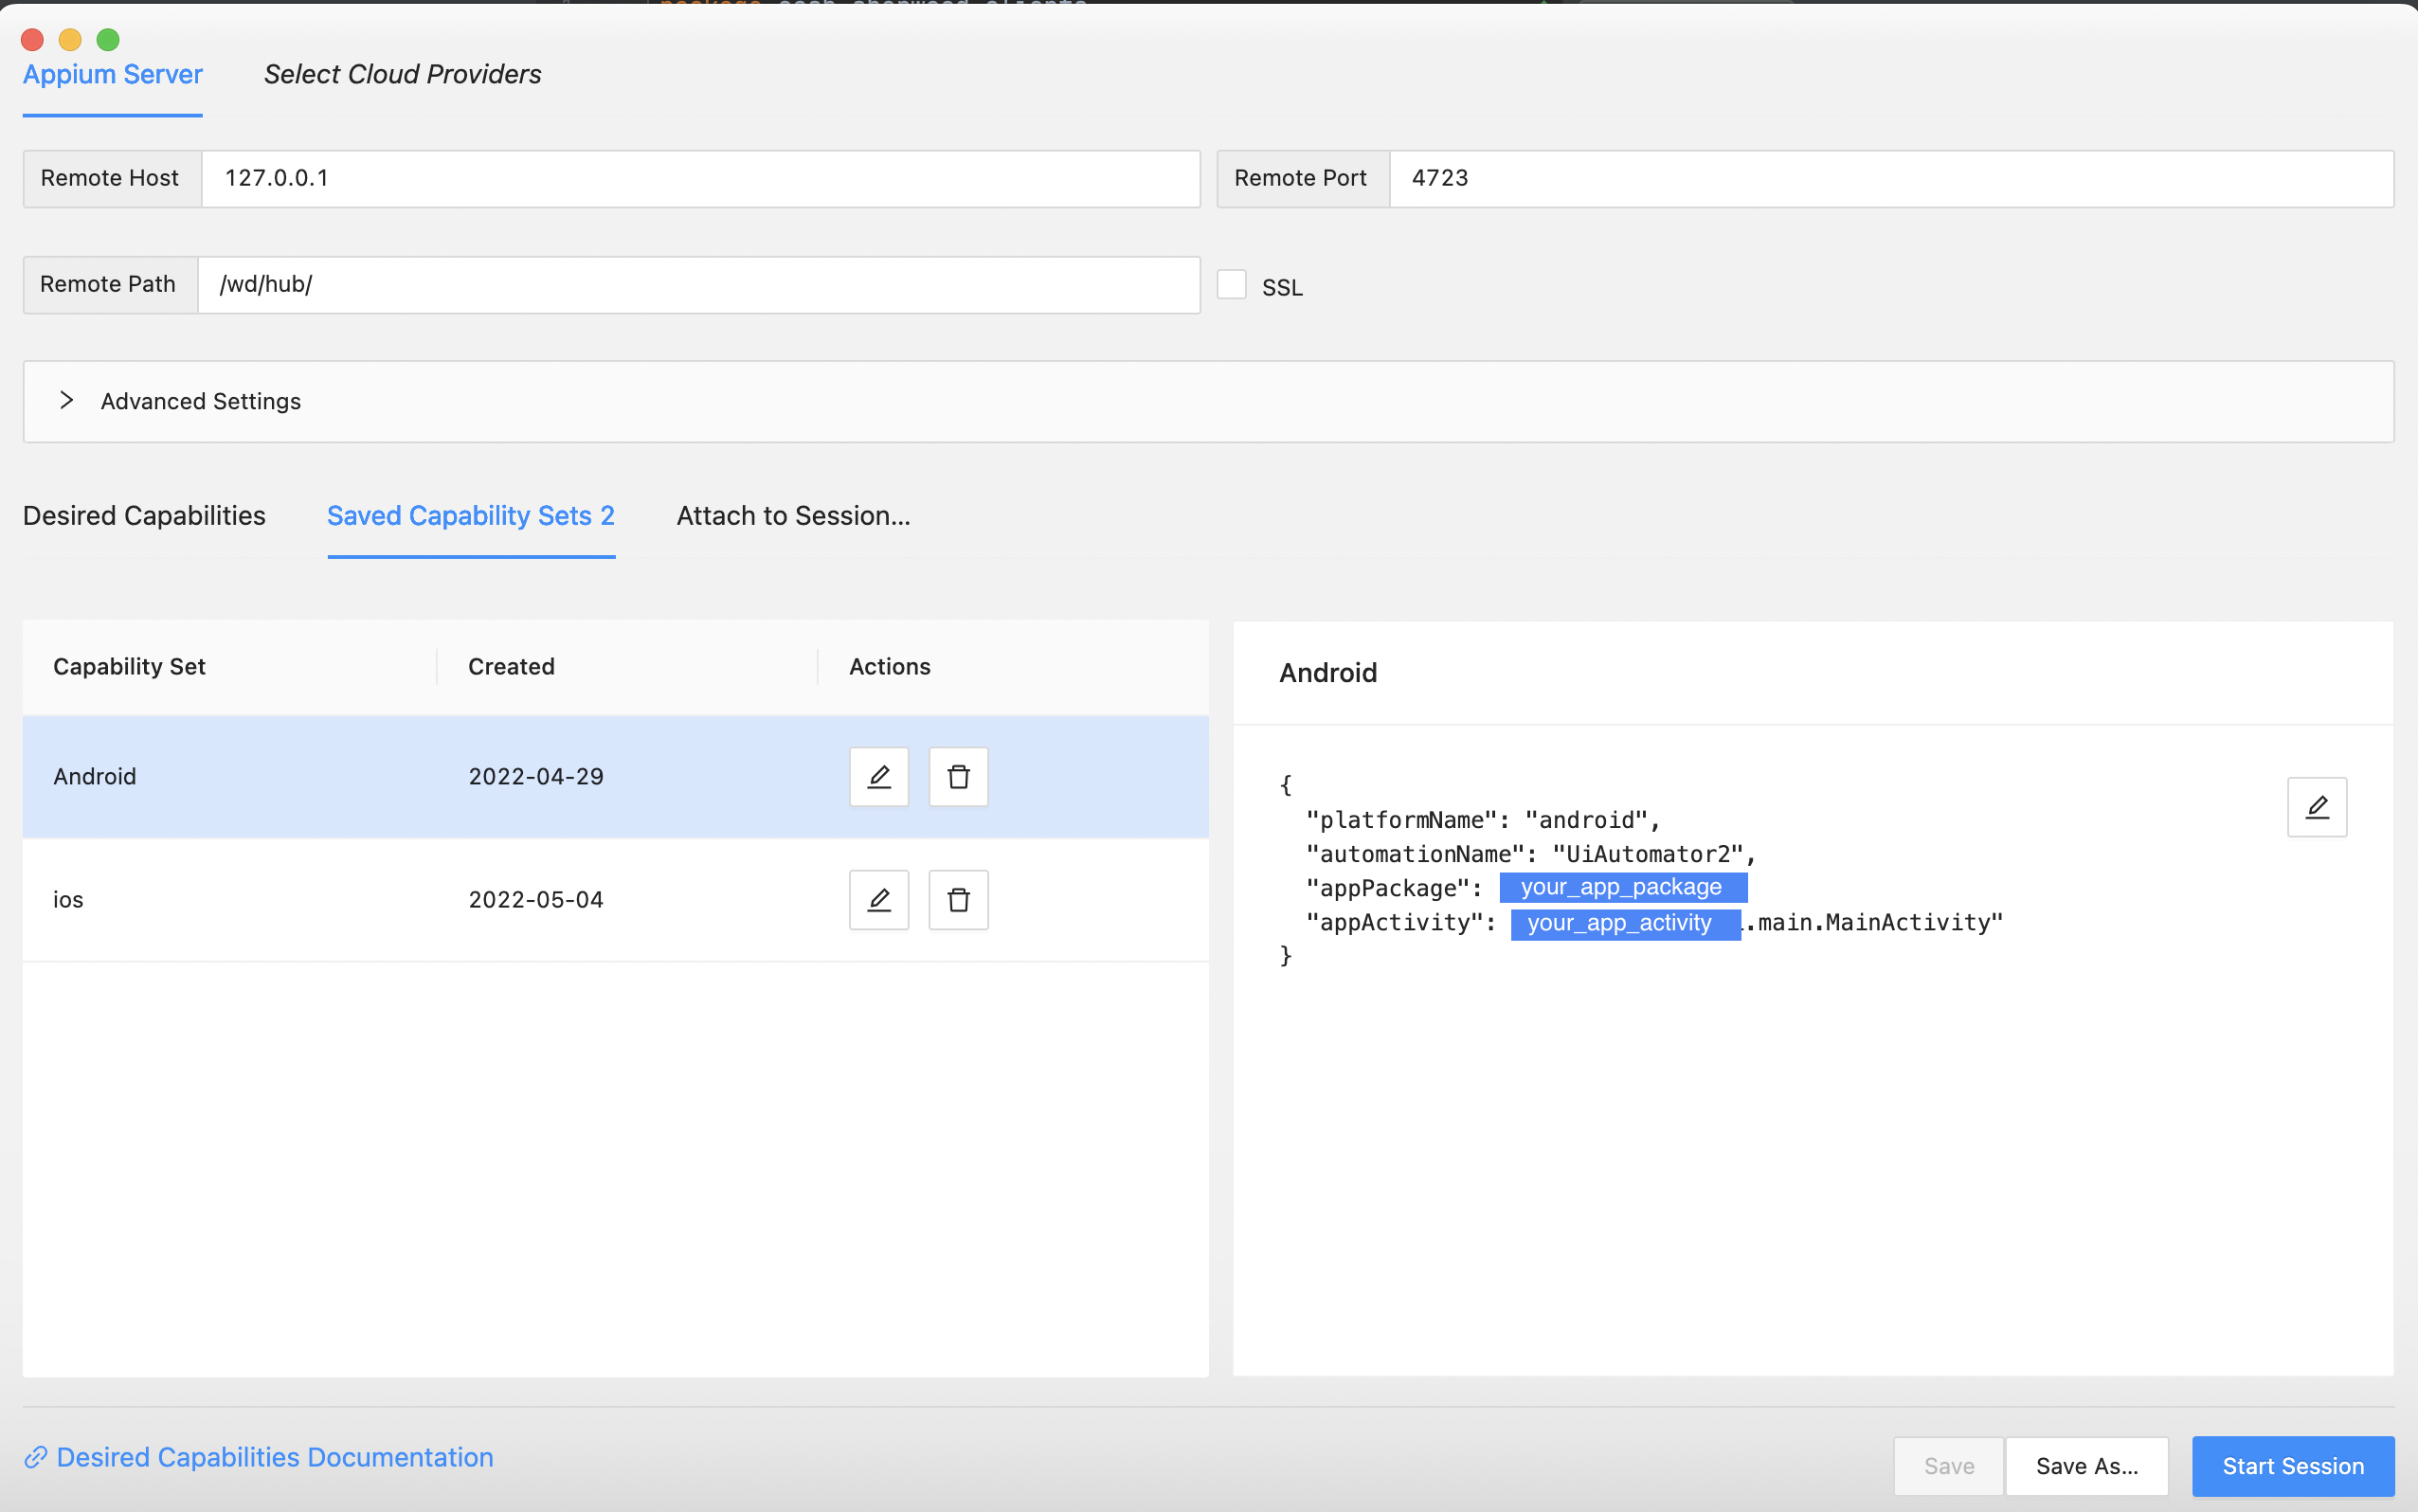 Appium Server Select Cloud Providers
Remote Host 127.0.0.1 Remote Port 4723
Remote Path /wd/hub/ SSL
Advanced Settings
Desired Capabilities Saved Capability Sets 2 Attach to Session...
Capability Set Created Actions
Android 2022-04-29
ios 2022-05-04
Android
{
"platformName": "android",
"automationName": "UiAutomator2",
"appPackage": your_app_package
"appActivity": your_app_activity .main.MainActivity"
}
Desired Capabilities Documentation
Save Save As... Start Session